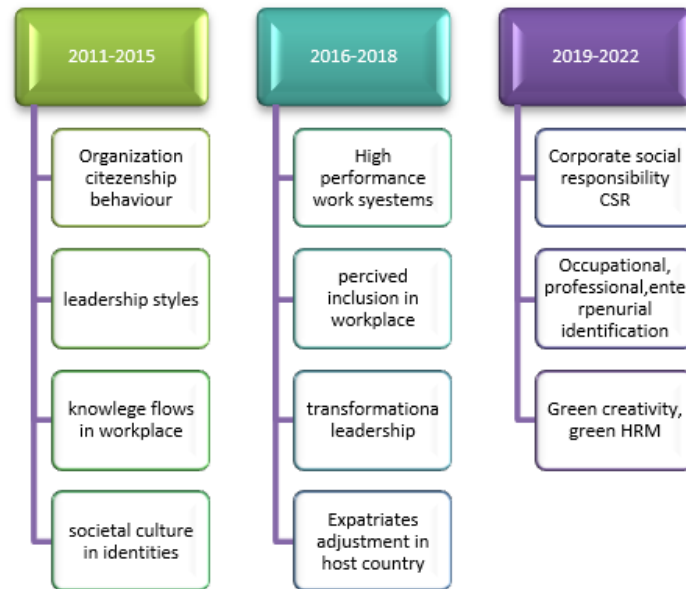 2011-2015
Organization
citezenship
behaviour
leadership styles
knowlege flows
in workplace
societal culture
in identities
2016-2018
High
performance
work syestems
percived
inclusion in
workplace
transformationa
leadership
Expatriates
adjustment in
host country
2019-2022
Corporate social
responsibility
CSR
Occupational,
professional,ente
rpenurial
identification
Green creativity,
green HRM